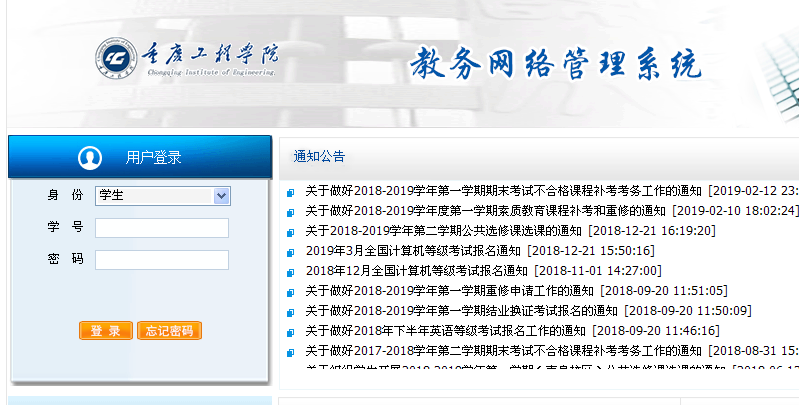 重庆工程学院
Chongqing Institute of Engineering
教务网络管理系统
用户登录
身 份 学生
学 号
密 码
登 录 忘记密码
通知公告
关于做好2018-2019学年第一学期期末考试不合格课程补考考务工作的通知 [2019-02-12 23:
关于做好2018-2019学年度第一学期素质教育课程补考和重修的通知 [2019-02-10 18:02:24]
关于2018-2019学年第二学期公共选修课选课的通知 [2018-12-21 16:19:20]
2019年3月全国计算机等级考试报名通知 [2018-12-21 15:50:16]
2018年12月全国计算机等级考试报名通知 [2018-11-01 14:27:00]
关于做好2018-2019学年第一学期重修申请工作的通知 [2018-09-20 11:51:05]
关于做好2018-2019学年第一学期结业换证考试报名的通知 [2018-09-20 11:50:09]
关于做好2018年下半年英语等级考试报名工作的通知 [2018-09-20 11:46:16]
关于做好2017-2018学年第二学期期末考试不合格课程补考考务工作的通知 [2018-08-31 15: